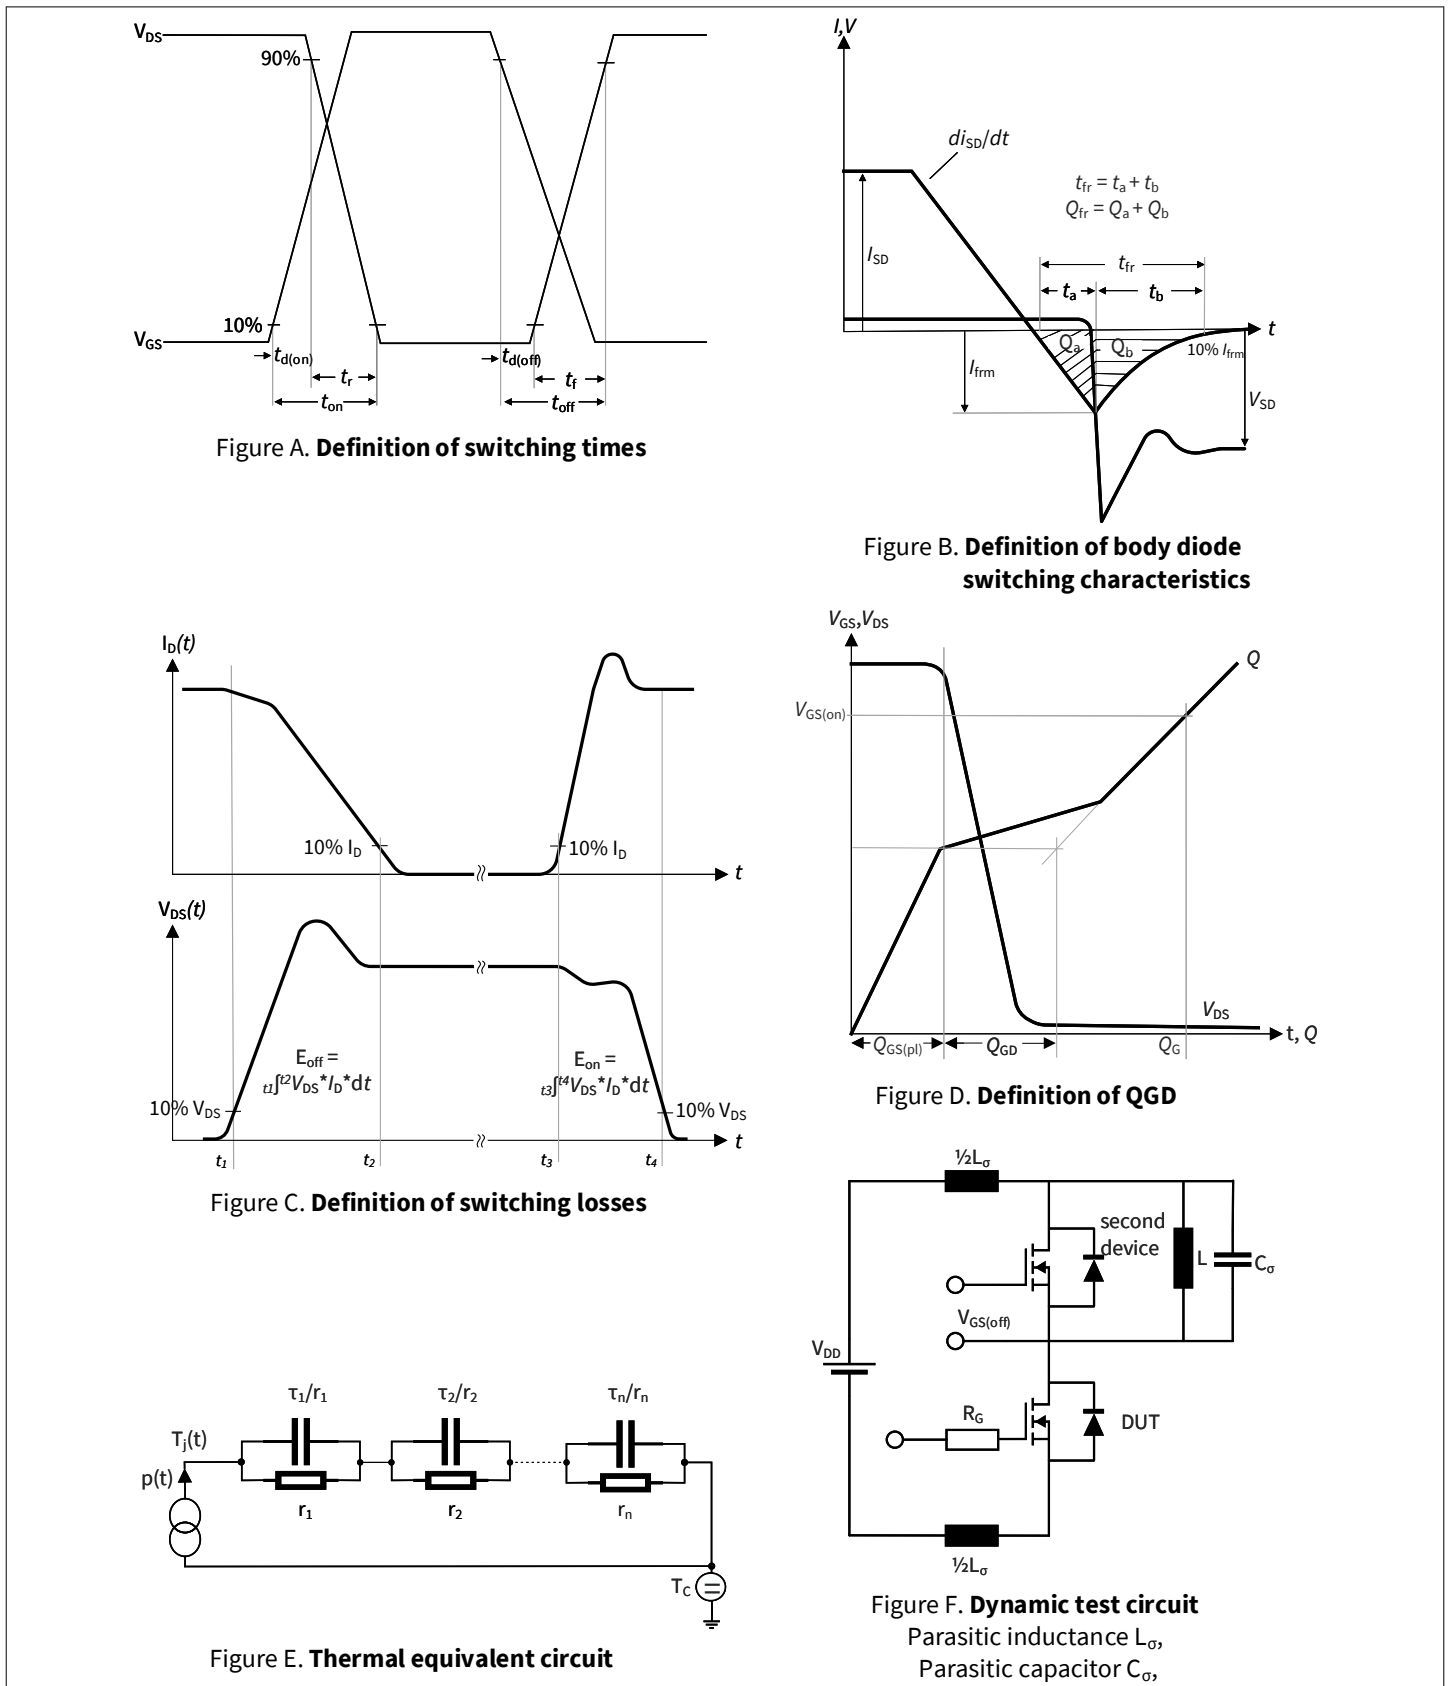 V_DS
90%
10%
V_GS
t_d(on)
t_d(off)
t_r
t_f
t_on
t_off
Figure A. Definition of switching times
I,V
di_SD/dt
t_fr = t_a + t_b
Q_fr = Q_a + Q_b
I_SD
t_fr
t_a
t_b
t
Q_a
Q_b
10% I_frm
I_frm
V_SD
Figure B. Definition of body diode
switching characteristics
I_D(t)
10% I_D
10% I_D
t
V_DS(t)
E_off =
t1∫^t2 V_DS*I_D*dt
E_on =
t3∫^t4 V_DS*I_D*dt
10% V_DS
10% V_DS
t
t_1
t_2
t_3
t_4
Figure C. Definition of switching losses
V_GS,V_DS
Q
V_GS(on)
V_DS
t, Q
Q_GS(pl)
Q_GD
Q_G
Figure D. Definition of QGD
τ_1/r_1
τ_2/r_2
τ_n/r_n
T_j(t)
p(t)
r_1
r_2
r_n
T_C
Figure E. Thermal equivalent circuit
½L_σ
second
device
L
C_σ
V_GS(off)
V_DD
R_G
DUT
½L_σ
Figure F. Dynamic test circuit
Parasitic inductance L_σ,
Parasitic capacitor C_σ,